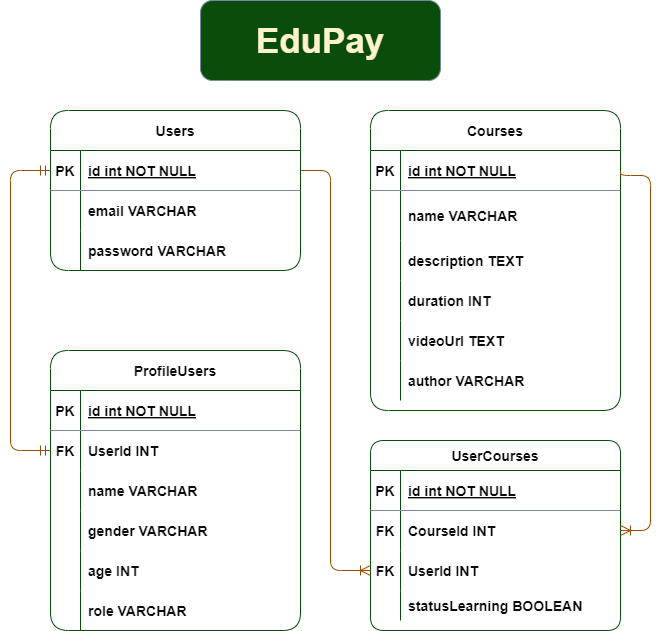 EduPay
Users
PK id int NOT NULL
email VARCHAR
password VARCHAR
Courses
PK id int NOT NULL
name VARCHAR
description TEXT
duration INT
videoUrl TEXT
author VARCHAR
ProfileUsers
PK id int NOT NULL
FK UserId INT
name VARCHAR
gender VARCHAR
age INT
role VARCHAR
UserCourses
PK id int NOT NULL
FK CourseId INT
FK UserId INT
statusLearning BOOLEAN